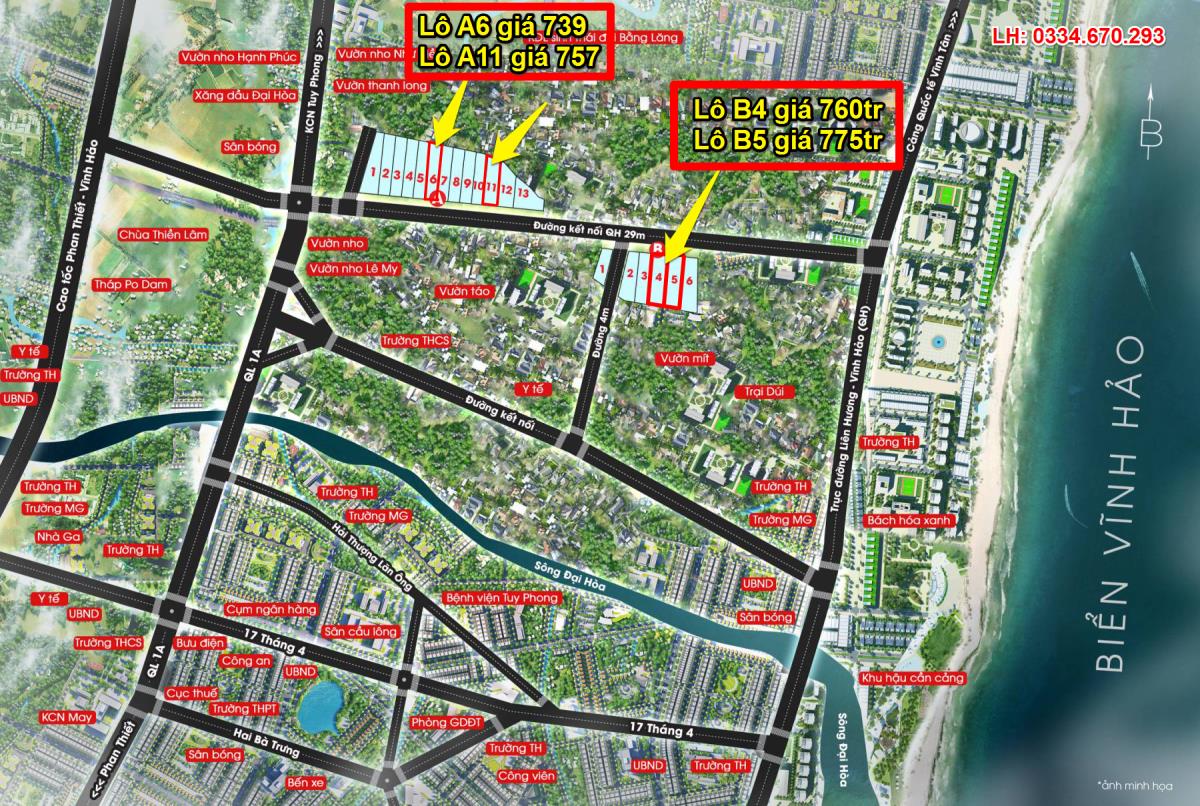 Lô A6 giá 739
Lô A11 giá 757
LH: 0334.670.293
Lô B4 giá 760tr
Lô B5 giá 775tr
Vườn nho Hạnh Phúc
Xăng dầu Đại Hòa
Sân bóng
KCN Tuy Phong >>>
Vườn nho
Vườn thanh long
Bằng Lăng
Cảng Quốc tế Vĩnh Tân >>>
B
Cao tốc Phan Thiết - Vĩnh Hảo
1 2 3 4 5 6 7 8 9 10 11 12 13
A
Đường kết nối QH 29m
Chùa Thiền Lâm
Tháp Po Dam
Vườn nho
Vườn nho Lê My
Vườn táo
B
1 2 3 4 5 6
Đường 4m
Trường THCS
Vườn mít
Trại Dúi
Y tế
Trường TH
UBND
QL 1A
Y tế
Đường kết nối
Trục đường Liên Hương - Vĩnh Hảo (QH)
BIỂN VĨNH HẢO
Trường TH
Trường TH
Trường MG
Nhà Ga
Trường TH
Trường TH
Trường MG
Hải Thượng Lãn Ông
Trường TH
Trường MG
Bách hóa xanh
Sông Đại Hòa
UBND
Sân bóng
Y tế
UBND
Trường THCS
Cụm ngân hàng
Sân cầu lông
Bệnh viện Tuy Phong
17 Tháng 4
Bưu điện
Công an
UBND
QL 1A
Cục thuế
Trường THPT
KCN May
Khu hậu cần cảng
Phòng GDĐT
17 Tháng 4
Hai Bà Trưng
Sân bóng
Bến xe
Trường TH
Công viên
UBND
Trường TH
Sông Đại Hòa
<<< Phan Thiết
*ảnh minh họa